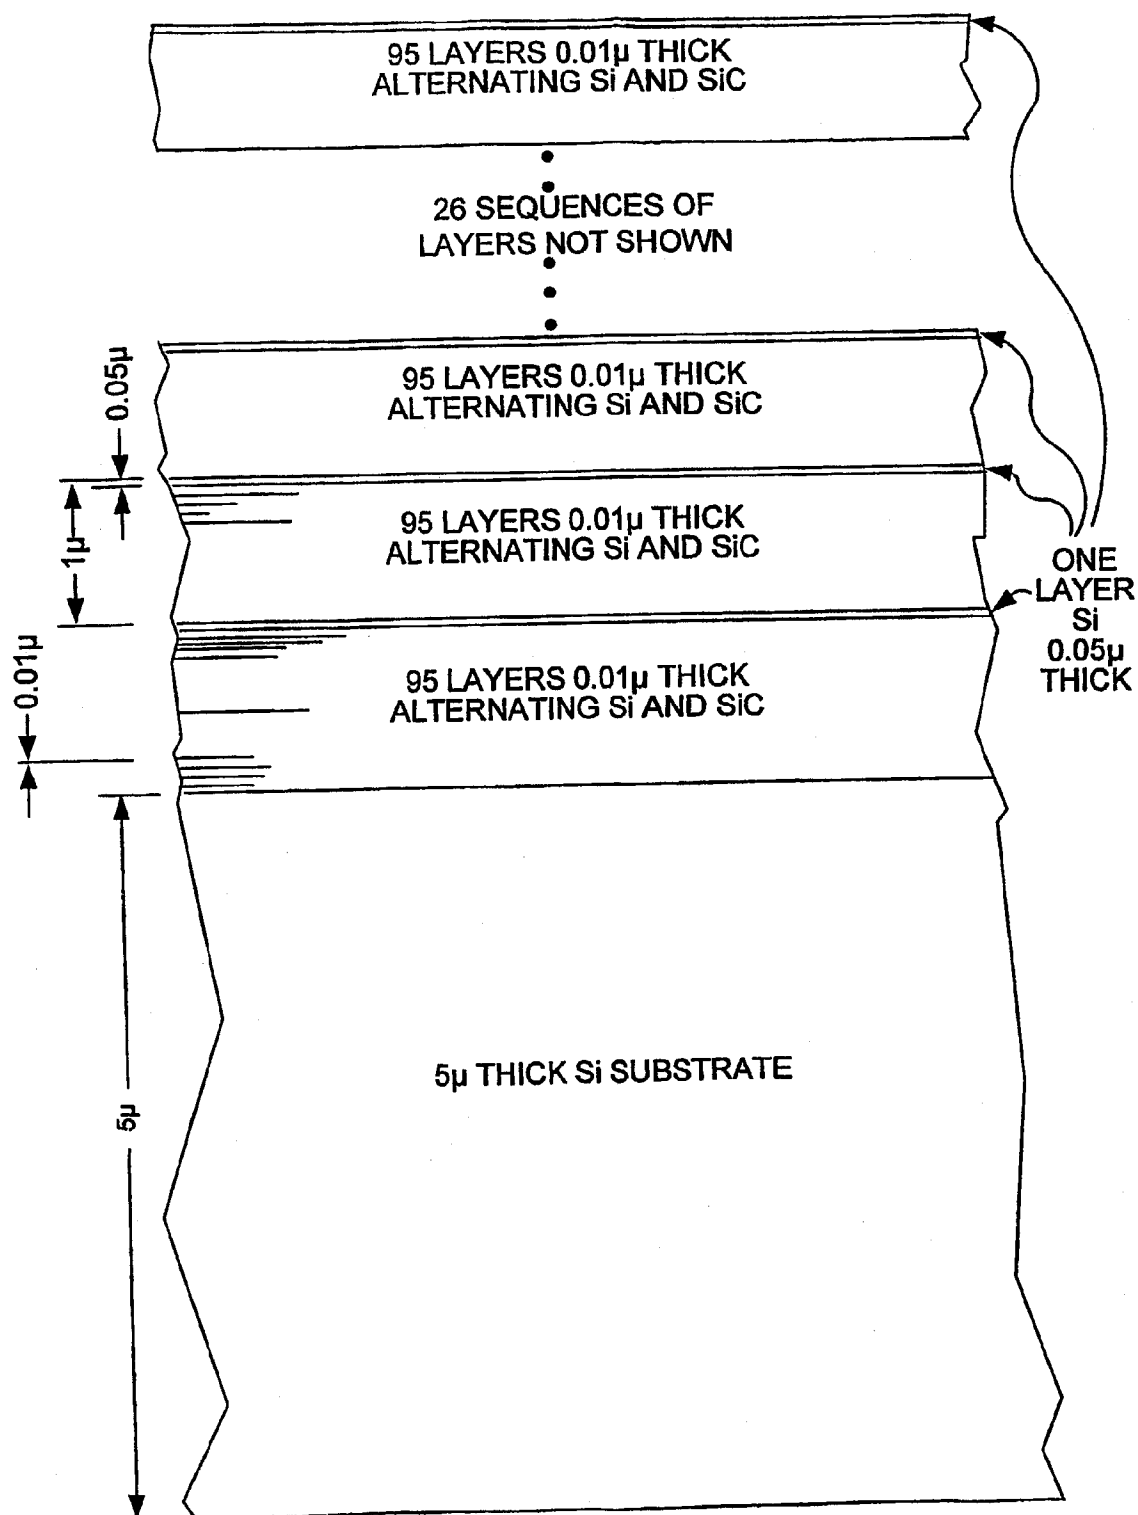 95 LAYERS 0.01µ THICK
ALTERNATING Si AND SiC
26 SEQUENCES OF
LAYERS NOT SHOWN
0.05µ
95 LAYERS 0.01µ THICK
ALTERNATING Si AND SiC
1µ
95 LAYERS 0.01µ THICK
ALTERNATING Si AND SiC
ONE
LAYER
Si
0.05µ
THICK
0.01µ
95 LAYERS 0.01µ THICK
ALTERNATING Si AND SiC
5µ
5µ THICK Si SUBSTRATE